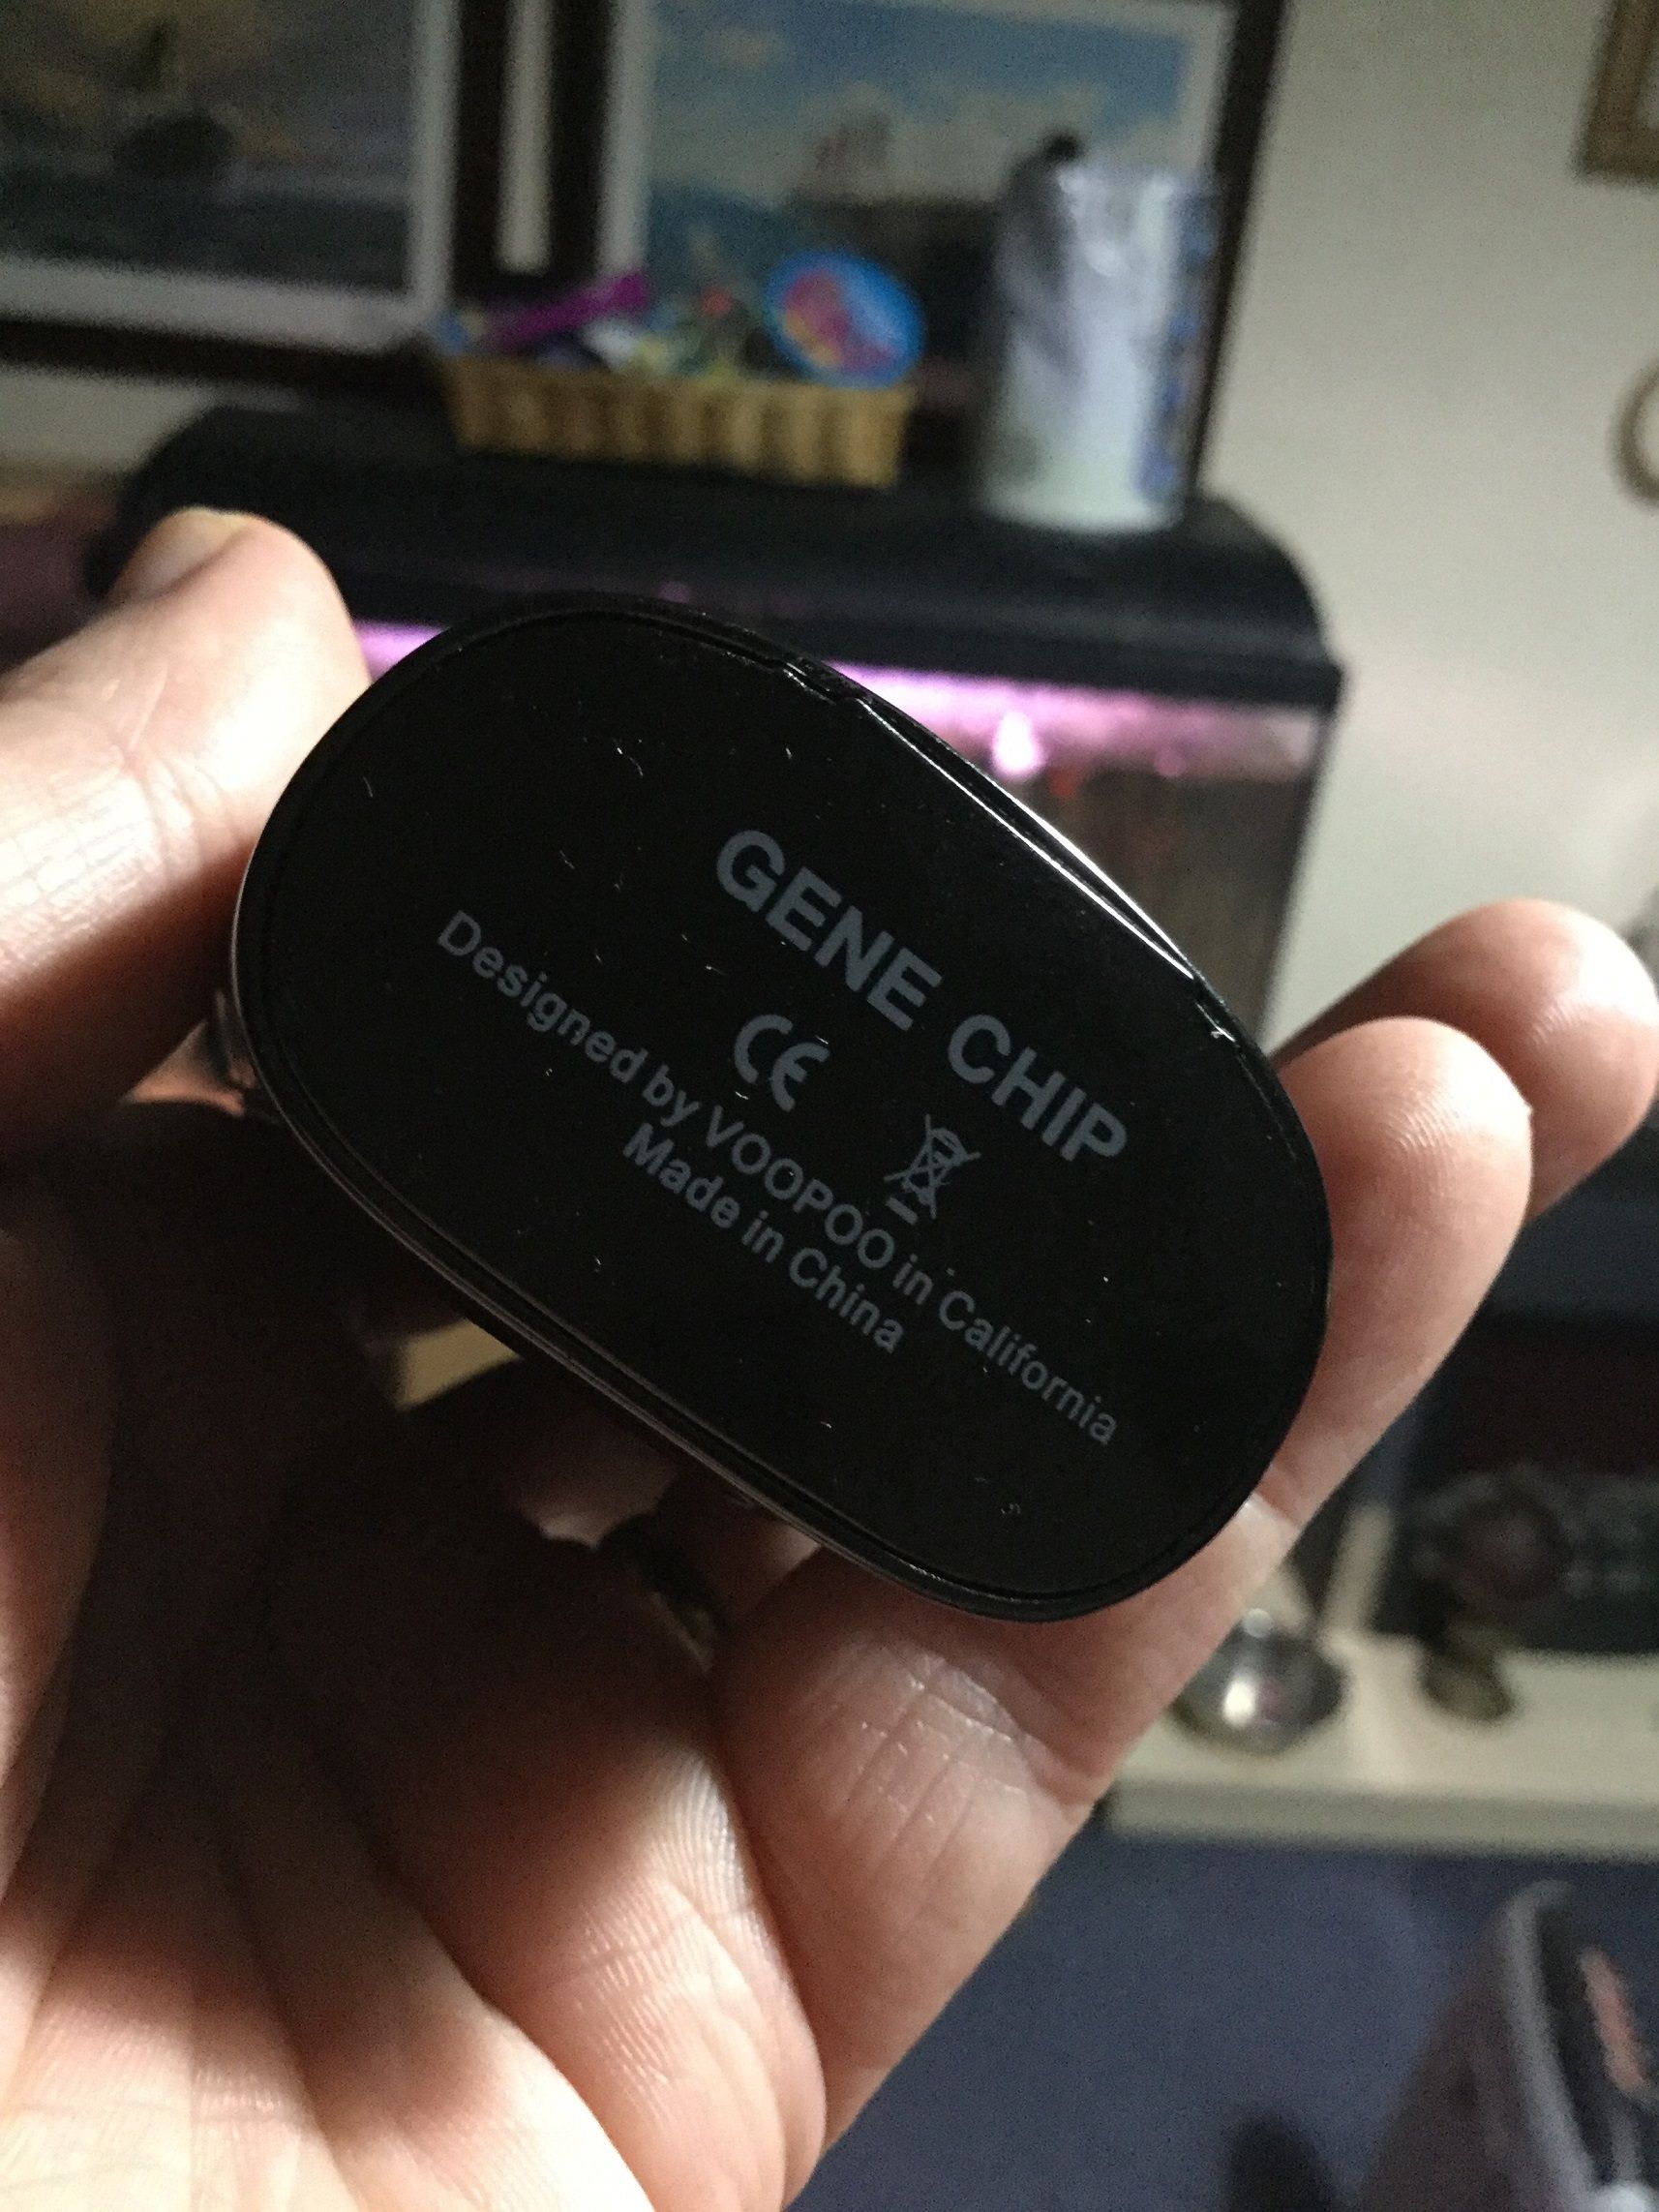 GENE CHIP
CE
Designed by VOOPOO in California
Made in China